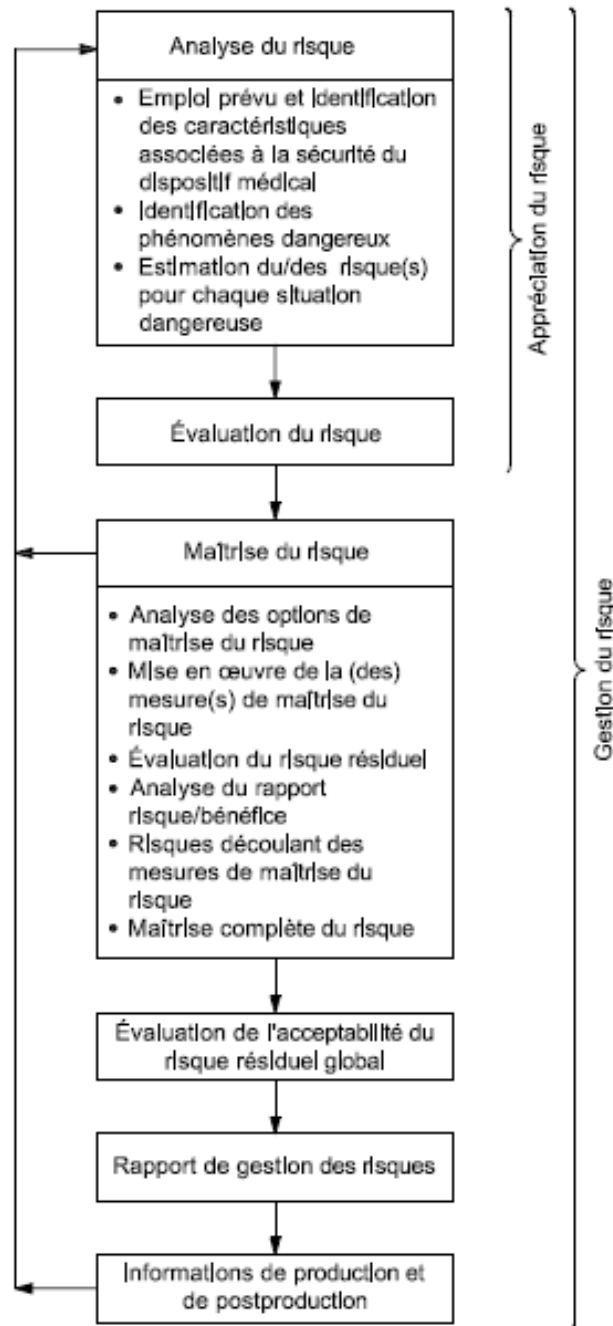 Analyse du risque
• Emploi prévu et identification
des caractéristiques
associées à la sécurité du
dispositif médical
• Identification des
phénomènes dangereux
• Estimation du/des risque(s)
pour chaque situation
dangereuse
Évaluation du risque
Appréciation du risque
Maîtrise du risque
• Analyse des options de
maîtrise du risque
• Mise en œuvre de la (des)
mesure(s) de maîtrise du
risque
• Évaluation du risque résiduel
• Analyse du rapport
risque/bénéfice
• Risques découlant des
mesures de maîtrise du
risque
• Maîtrise complète du risque
Évaluation de l'acceptabilité du
risque résiduel global
Rapport de gestion des risques
Informations de production et
de postproduction
Gestion du risque